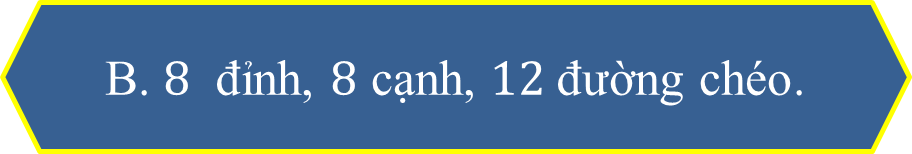 B. 8 đỉnh, 8 cạnh, 12 đường chéo.